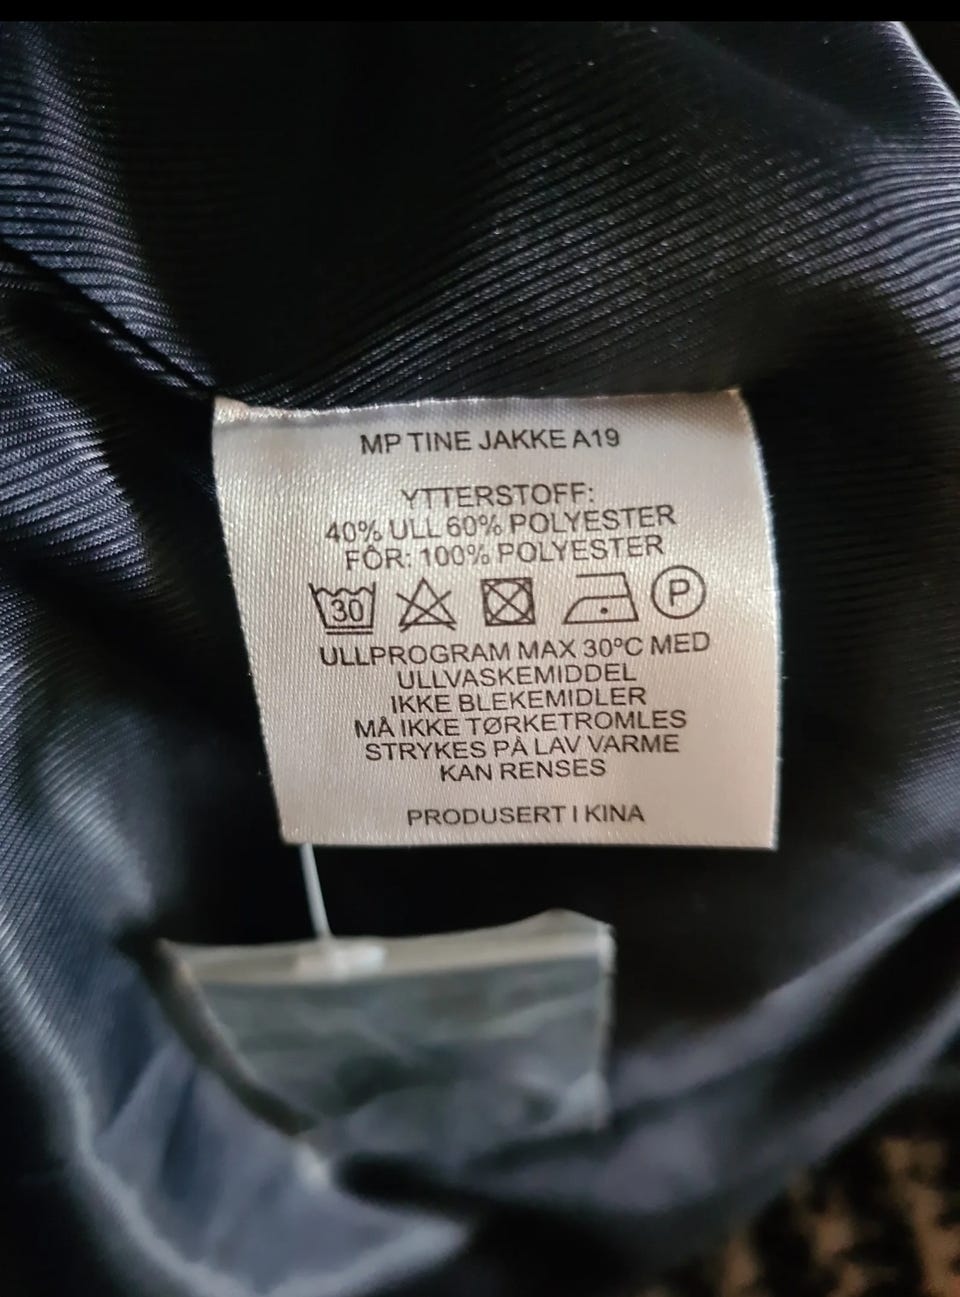 MP TINE JAKKE A19
YTTERSTOFF:
40% ULL 60% POLYESTER
FÔR: 100% POLYESTER
30 P
ULLPROGRAM MAX 30ºC MED
ULLVASKEMIDDEL
IKKE BLEKEMIDLER
MÅ IKKE TØRKETROMLES
STRYKES PÅ LAV VARME
KAN RENSES
PRODUSERT I KINA